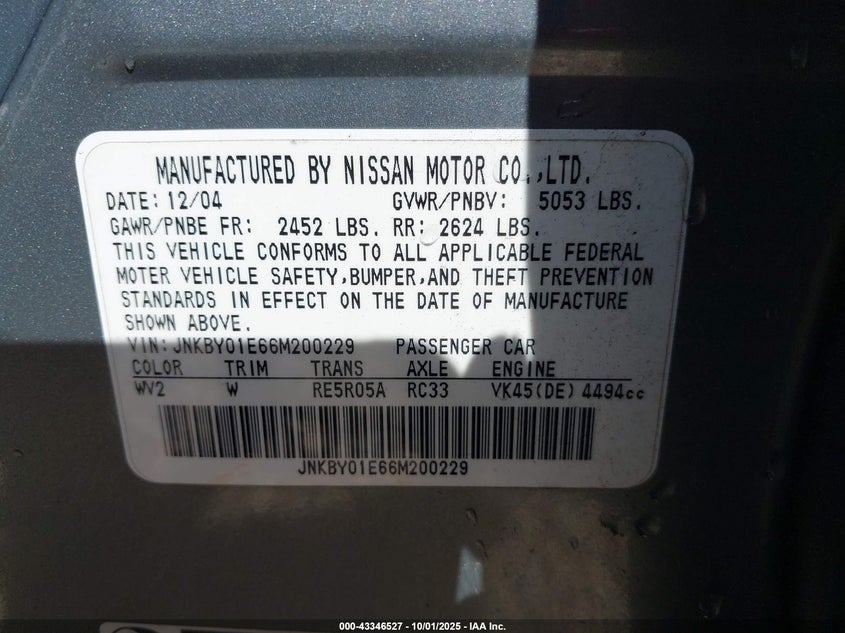 MANUFACTURED BY NISSAN MOTOR CO.,LTD.
DATE: 12/04 GVWR/PNBV: 5053 LBS.
GAWR/PNBE FR: 2452 LBS. RR: 2624 LBS.
THIS VEHICLE CONFORMS TO ALL APPLICABLE FEDERAL
MOTER VEHICLE SAFETY,BUMPER,AND THEFT PREVENTION
STANDARDS IN EFFECT ON THE DATE OF MANUFACTURE
SHOWN ABOVE.
VIN:JNKBY01E66M200229 PASSENGER CAR
COLOR TRIM TRANS AXLE ENGINE
WV2 W RE5R05A RC33 VK45(DE) 4494cc
JNKBY01E66M200229
000-43346527 - 10/01/2025 - IAA Inc.